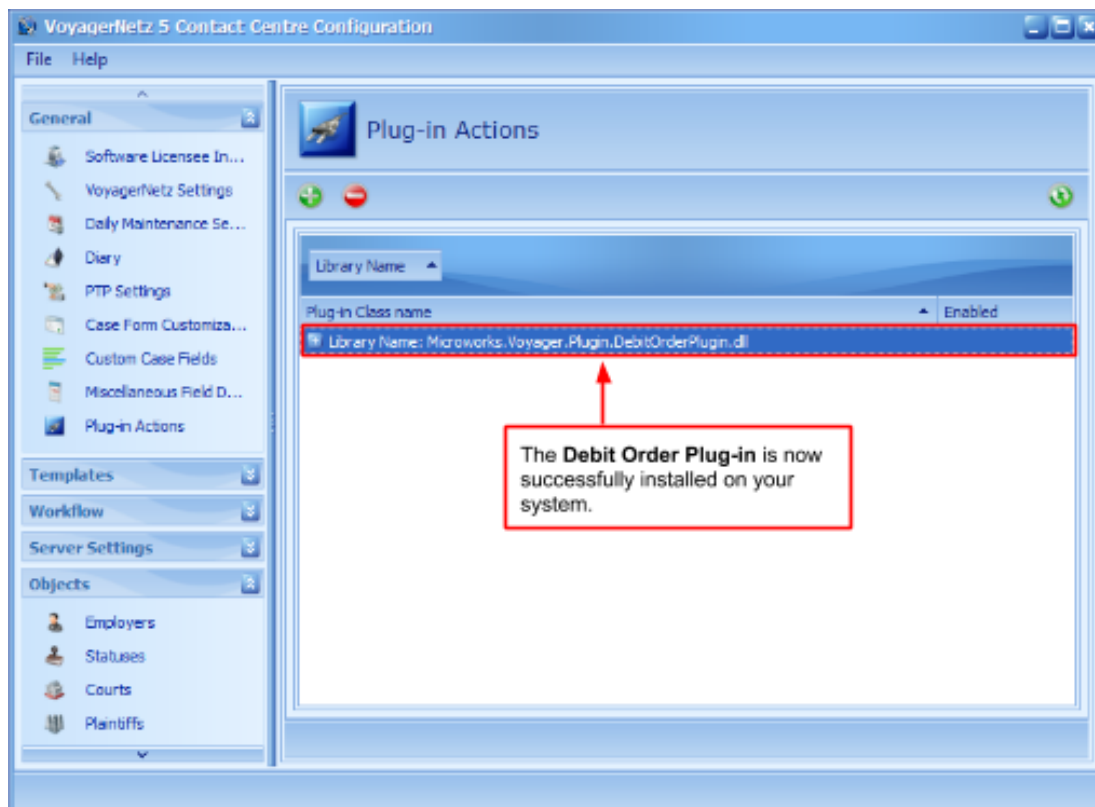 VoyagerNetz 5 Contact Centre Configuration
File Help
General
Software Licensee In...
VoyagerNetz Settings
Daily Maintenance Se...
Diary
PTP Settings
Case Form Customiza...
Custom Case Fields
Miscellaneous Field D...
Plug-in Actions
Templates
Workflow
Server Settings
Objects
Employers
Statuses
Courts
Plaintiffs
Plug-in Actions
Library Name
Plug-in Class name
Enabled
Library Name: Microworks.Voyager.Plugin.DebitOrderPlugin.dll
The Debit Order Plug-in is now
successfully installed on your
system.